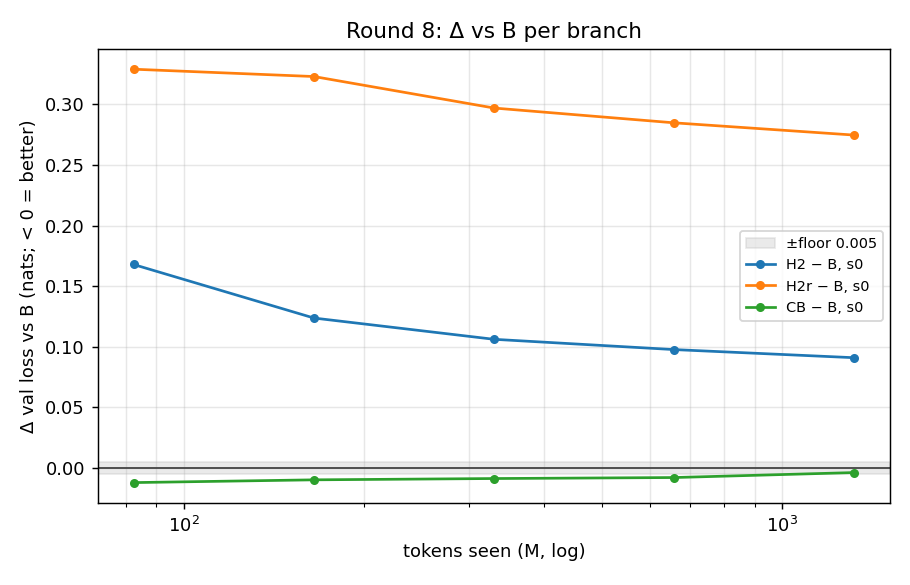 Round 8: Δ vs B per branch
Δ val loss vs B (nats; < 0 = better)
0.30
0.25
0.20
0.15
0.10
0.05
0.00
±floor 0.005
H2 − B, s0
H2r − B, s0
CB − B, s0
10²
10³
tokens seen (M, log)